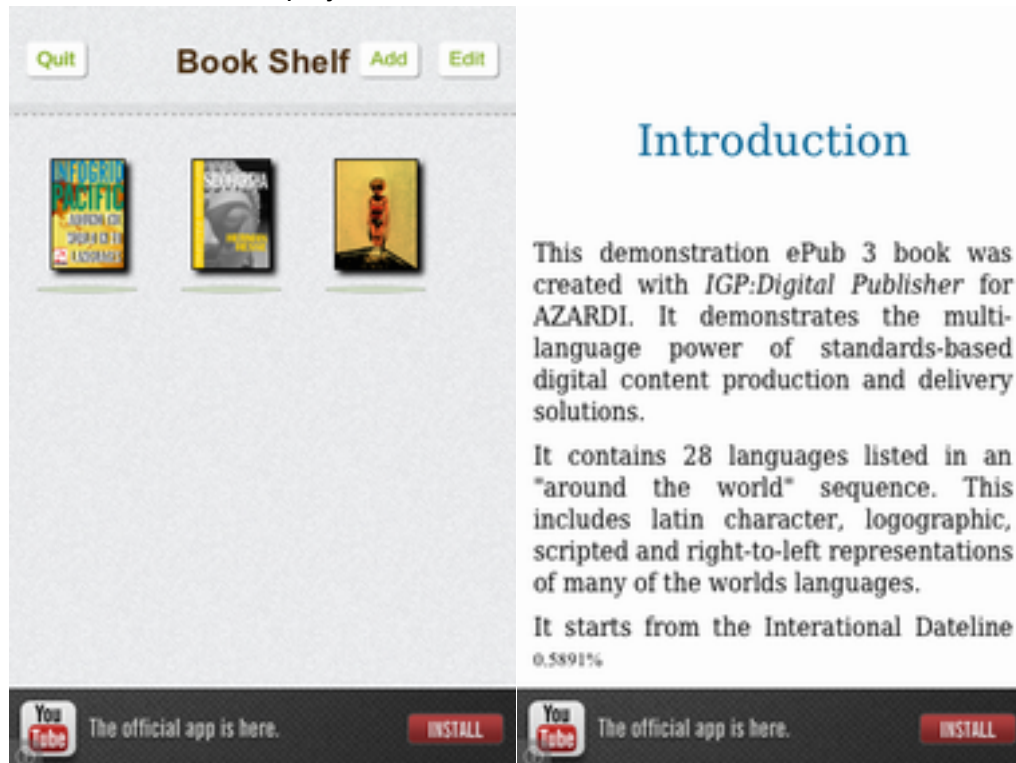 Quit
Book Shelf
Add
Edit
INFOGRID
PACIFIC
You
Tube
The official app is here.
INSTALL
Introduction
This demonstration ePub 3 book was
created with IGP:Digital Publisher for
AZARDI. It demonstrates the multi-
language power of standards-based
digital content production and delivery
solutions.
It contains 28 languages listed in an
"around the world" sequence. This
includes latin character, logographic,
scripted and right-to-left representations
of many of the worlds languages.
It starts from the Interational Dateline
0.5891%
You
Tube
The official app is here.
INSTALL